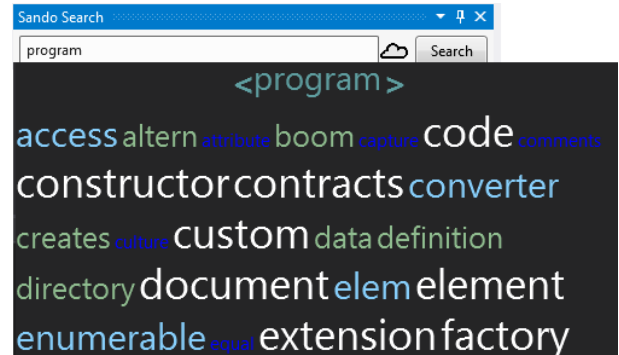 Sando Search
program Search
<program>
access altern attribute boom capture code comments
constructor contracts converter
creates culture custom data definition
directory document elem element
enumerable equal extension factory